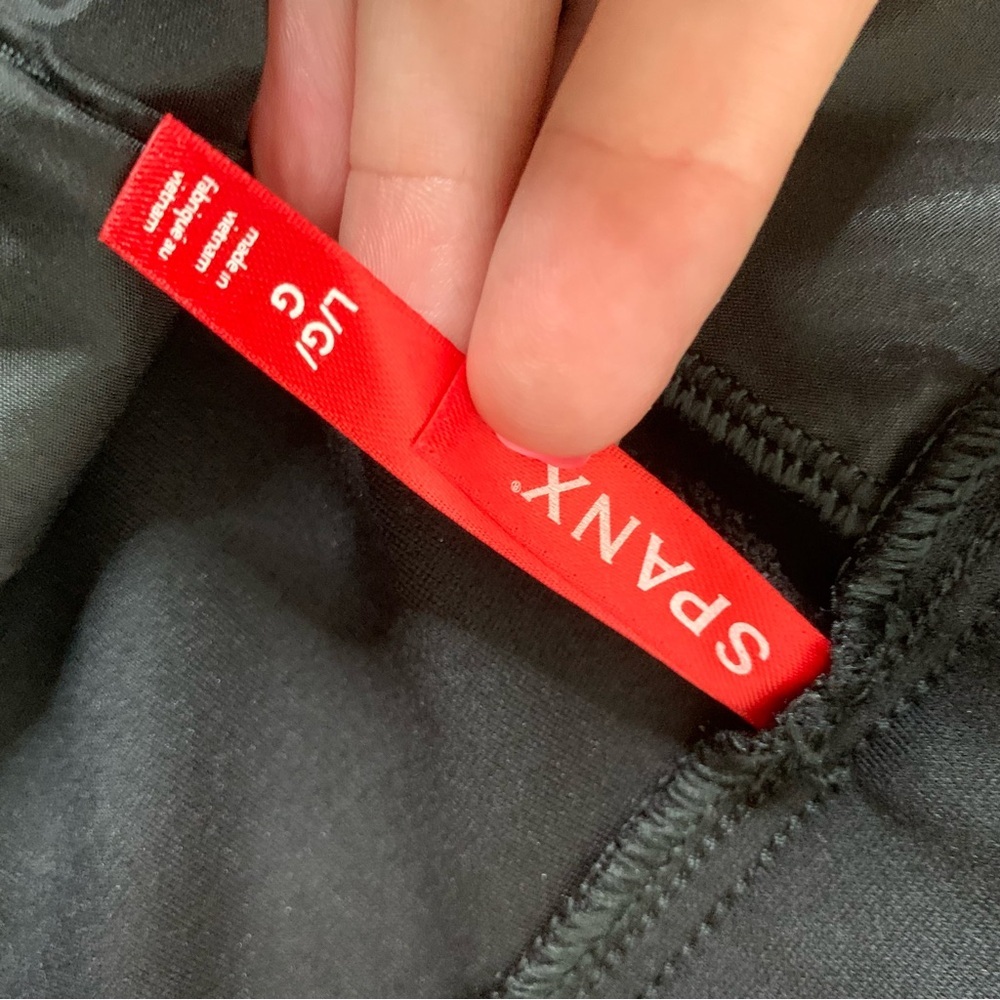 SPANX®
L/G/
G
made in
vietnam
fabriqué au
vietnam